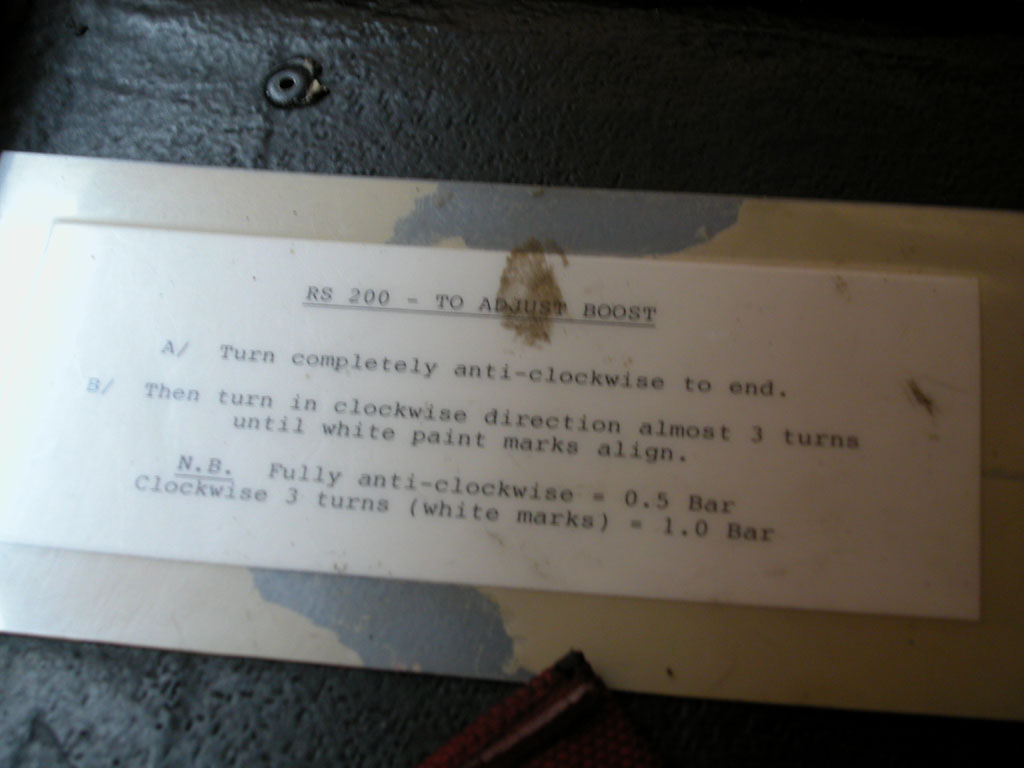 RS 200 - TO ADJUST BOOST
A/ Turn completely anti-clockwise to end.
B/ Then turn in clockwise direction almost 3 turns
until white paint marks align.
N.B. Fully anti-clockwise = 0.5 Bar
Clockwise 3 turns (white marks) = 1.0 Bar